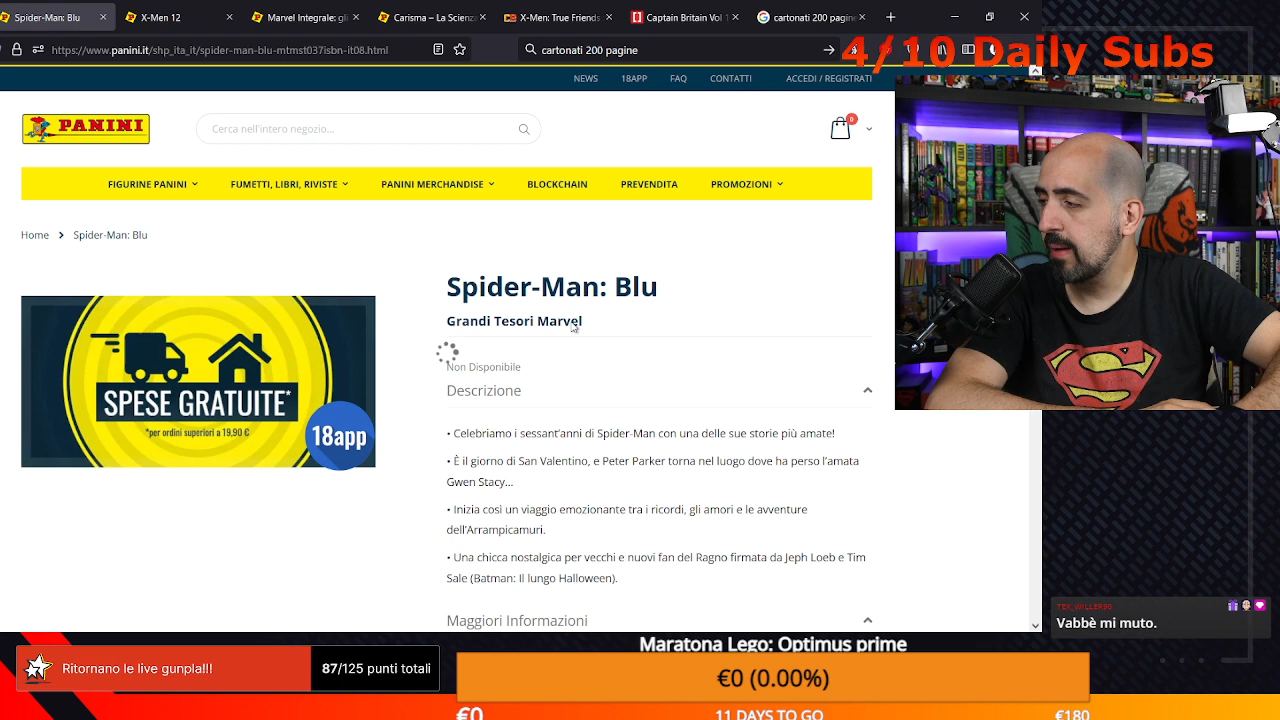 Spider-Man: Blu
X-Men 12
Marvel Integrale: gli
Carisma – La Scienza
X-Men: True Friends
Captain Britain Vol 1
cartonati 200 pagine
https://www.panini.it/shp_ita_it/spider-man-blu-mtmst037isbn-it08.html
cartonati 200 pagine
4/10 Daily Subs
NEWS
18APP
FAQ
CONTATTI
ACCEDI / REGISTRATI
PANINI
Cerca nell'intero negozio...
0
FIGURINE PANINI
FUMETTI, LIBRI, RIVISTE
PANINI MERCHANDISE
BLOCKCHAIN
PREVENDITA
PROMOZIONI
Home
Spider-Man: Blu
Spider-Man: Blu
Grandi Tesori Marvel
Non Disponibile
SPESE GRATUITE*
*per ordini superiori a 19,90 €
18app
Descrizione
• Celebriamo i sessant’anni di Spider-Man con una delle sue storie più amate!
• È il giorno di San Valentino, e Peter Parker torna nel luogo dove ha perso l’amata
Gwen Stacy…
• Inizia così un viaggio emozionante tra i ricordi, gli amori e le avventure
dell’Arrampicamuri.
• Una chicca nostalgica per vecchi e nuovi fan del Ragno firmata da Jeph Loeb e Tim
Sale (Batman: Il lungo Halloween).
Maggiori Informazioni
TEX_WILLER90
Vabbè mi muto.
Ritornano le live gunpla!!!
87/125 punti totali
Maratona Lego: Optimus prime
€0 (0.00%)
€0
11 DAYS TO GO
€180